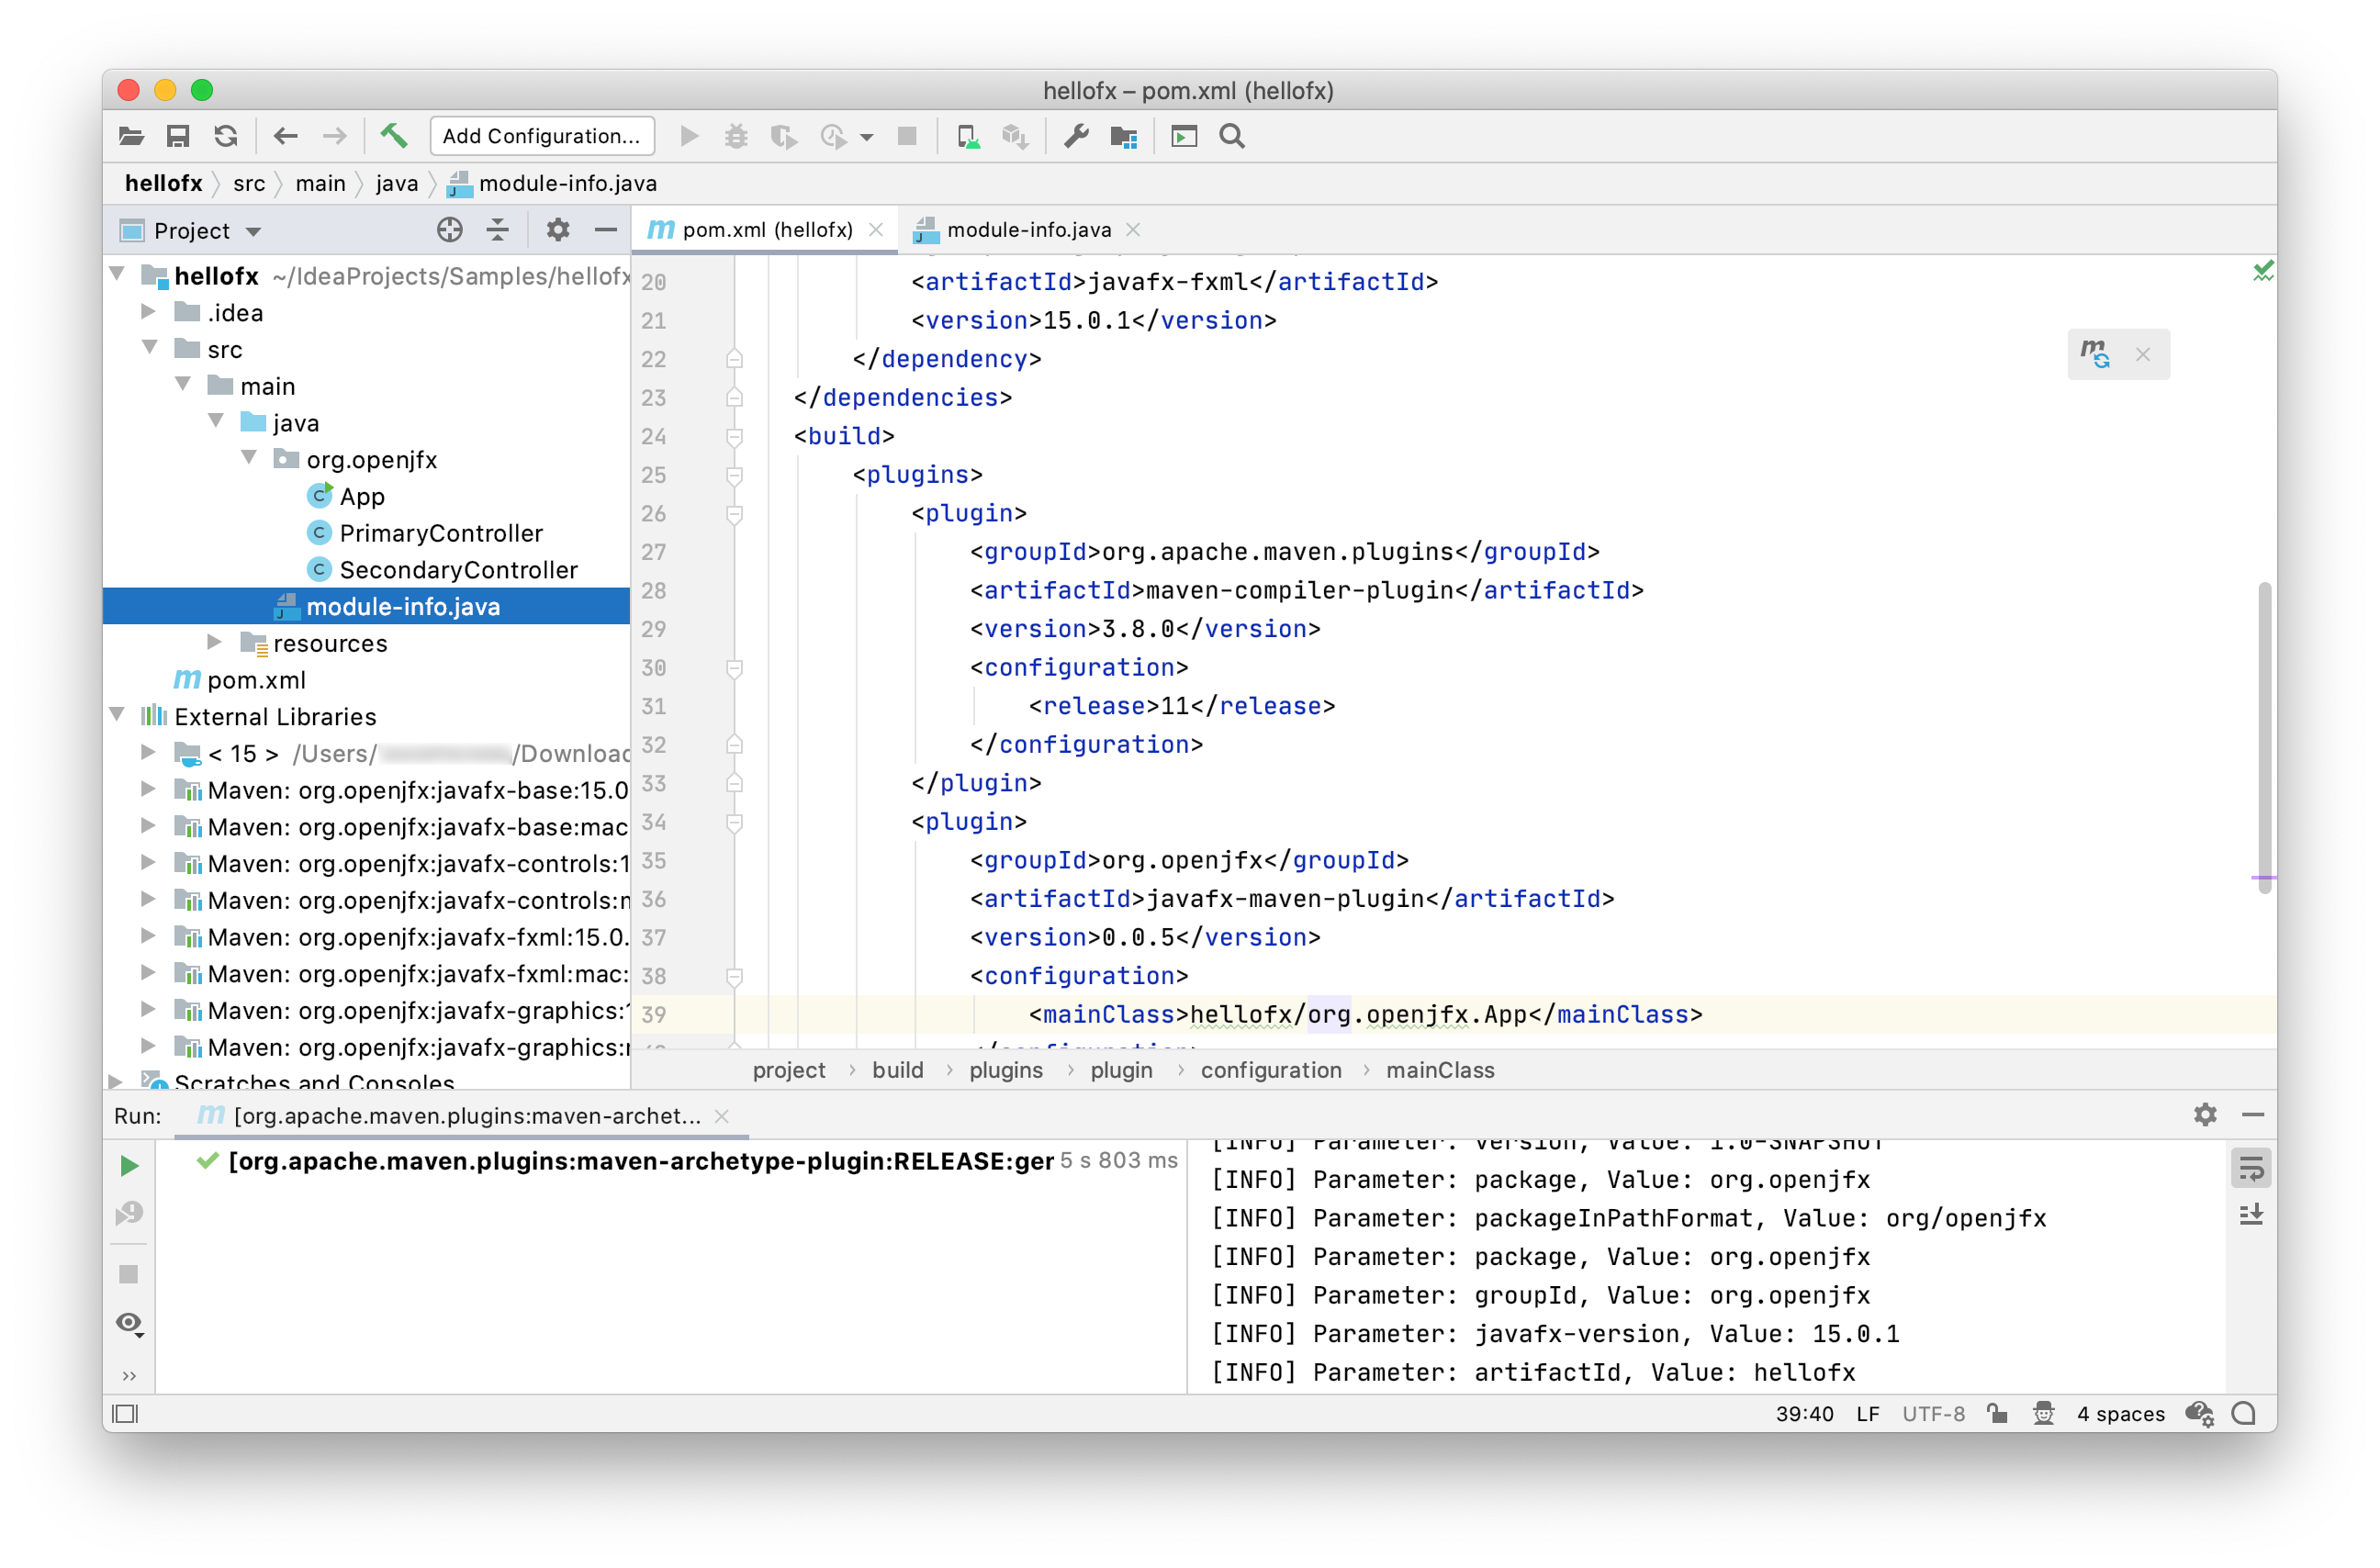 hellofx – pom.xml (hellofx)
Add Configuration...
hellofx src main java module-info.java
Project
pom.xml (hellofx)
module-info.java
hellofx ~/IdeaProjects/Samples/hellofx
.idea
src
main
java
org.openjfx
App
PrimaryController
SecondaryController
module-info.java
resources
pom.xml
External Libraries
< 15 > /Users/ /Download
Maven: org.openjfx:javafx-base:15.0
Maven: org.openjfx:javafx-base:mac
Maven: org.openjfx:javafx-controls:1
Maven: org.openjfx:javafx-controls:m
Maven: org.openjfx:javafx-fxml:15.0.
Maven: org.openjfx:javafx-fxml:mac:
Maven: org.openjfx:javafx-graphics:1
Maven: org.openjfx:javafx-graphics:m
Scratches and Consoles
20 <artifactId>javafx-fxml</artifactId>
21 <version>15.0.1</version>
22 </dependency>
23 </dependencies>
24 <build>
25 <plugins>
26 <plugin>
27 <groupId>org.apache.maven.plugins</groupId>
28 <artifactId>maven-compiler-plugin</artifactId>
29 <version>3.8.0</version>
30 <configuration>
31 <release>11</release>
32 </configuration>
33 </plugin>
34 <plugin>
35 <groupId>org.openjfx</groupId>
36 <artifactId>javafx-maven-plugin</artifactId>
37 <version>0.0.5</version>
38 <configuration>
39 <mainClass>hellofx/org.openjfx.App</mainClass>
project › build › plugins › plugin › configuration › mainClass
Run: [org.apache.maven.plugins:maven-archet...
[org.apache.maven.plugins:maven-archetype-plugin:RELEASE:ger 5 s 803 ms
[INFO] Parameter: version, Value: 1.0-SNAPSHOT
[INFO] Parameter: package, Value: org.openjfx
[INFO] Parameter: packageInPathFormat, Value: org/openjfx
[INFO] Parameter: package, Value: org.openjfx
[INFO] Parameter: groupId, Value: org.openjfx
[INFO] Parameter: javafx-version, Value: 15.0.1
[INFO] Parameter: artifactId, Value: hellofx
39:40 LF UTF-8 4 spaces